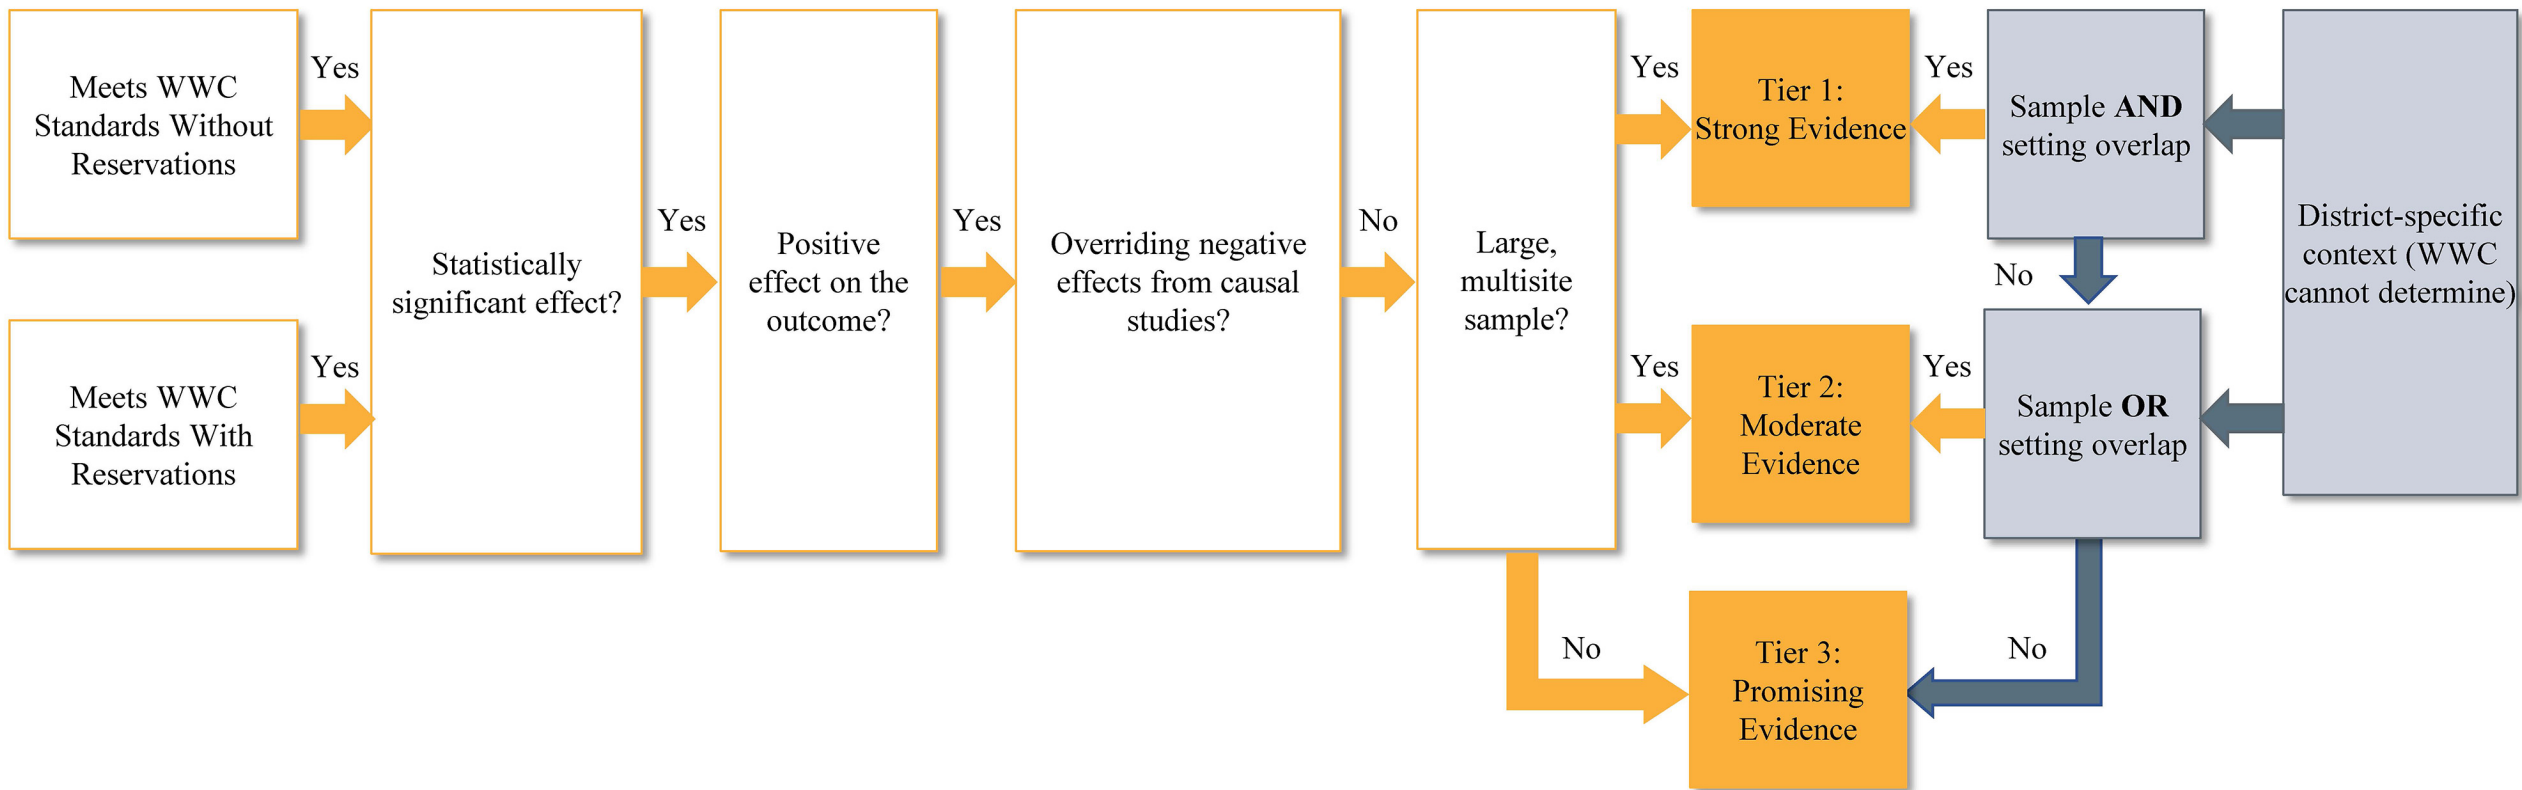 Meets WWC
Standards Without
Reservations
Yes
Meets WWC
Standards With
Reservations
Yes
Statistically
significant effect?
Yes
Positive
effect on the
outcome?
Yes
Overriding negative
effects from causal
studies?
No
Large,
multisite
sample?
Yes
Yes
No
Tier 1:
Strong Evidence
Tier 2:
Moderate
Evidence
Tier 3:
Promising
Evidence
Yes
Yes
No
Sample AND
setting overlap
No
Sample OR
setting overlap
District-specific
context (WWC
cannot determine)